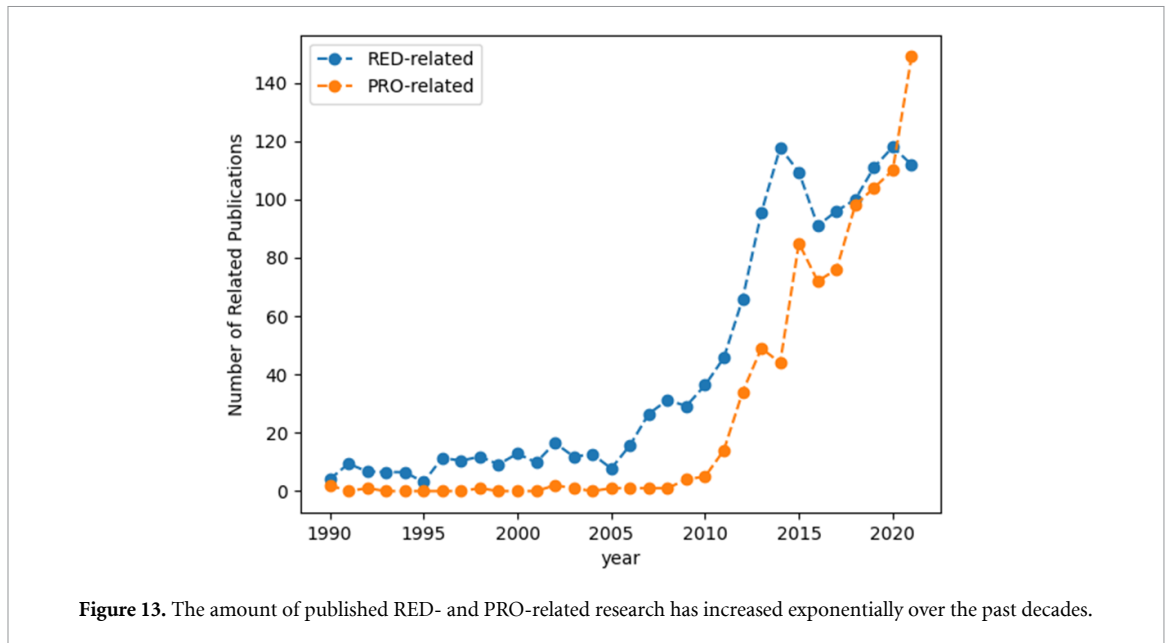 RED-related
PRO-related
140
120
100
80
60
40
20
0
Number of Related Publications
1990 1995 2000 2005 2010 2015 2020
year
Figure 13. The amount of published RED- and PRO-related research has increased exponentially over the past decades.